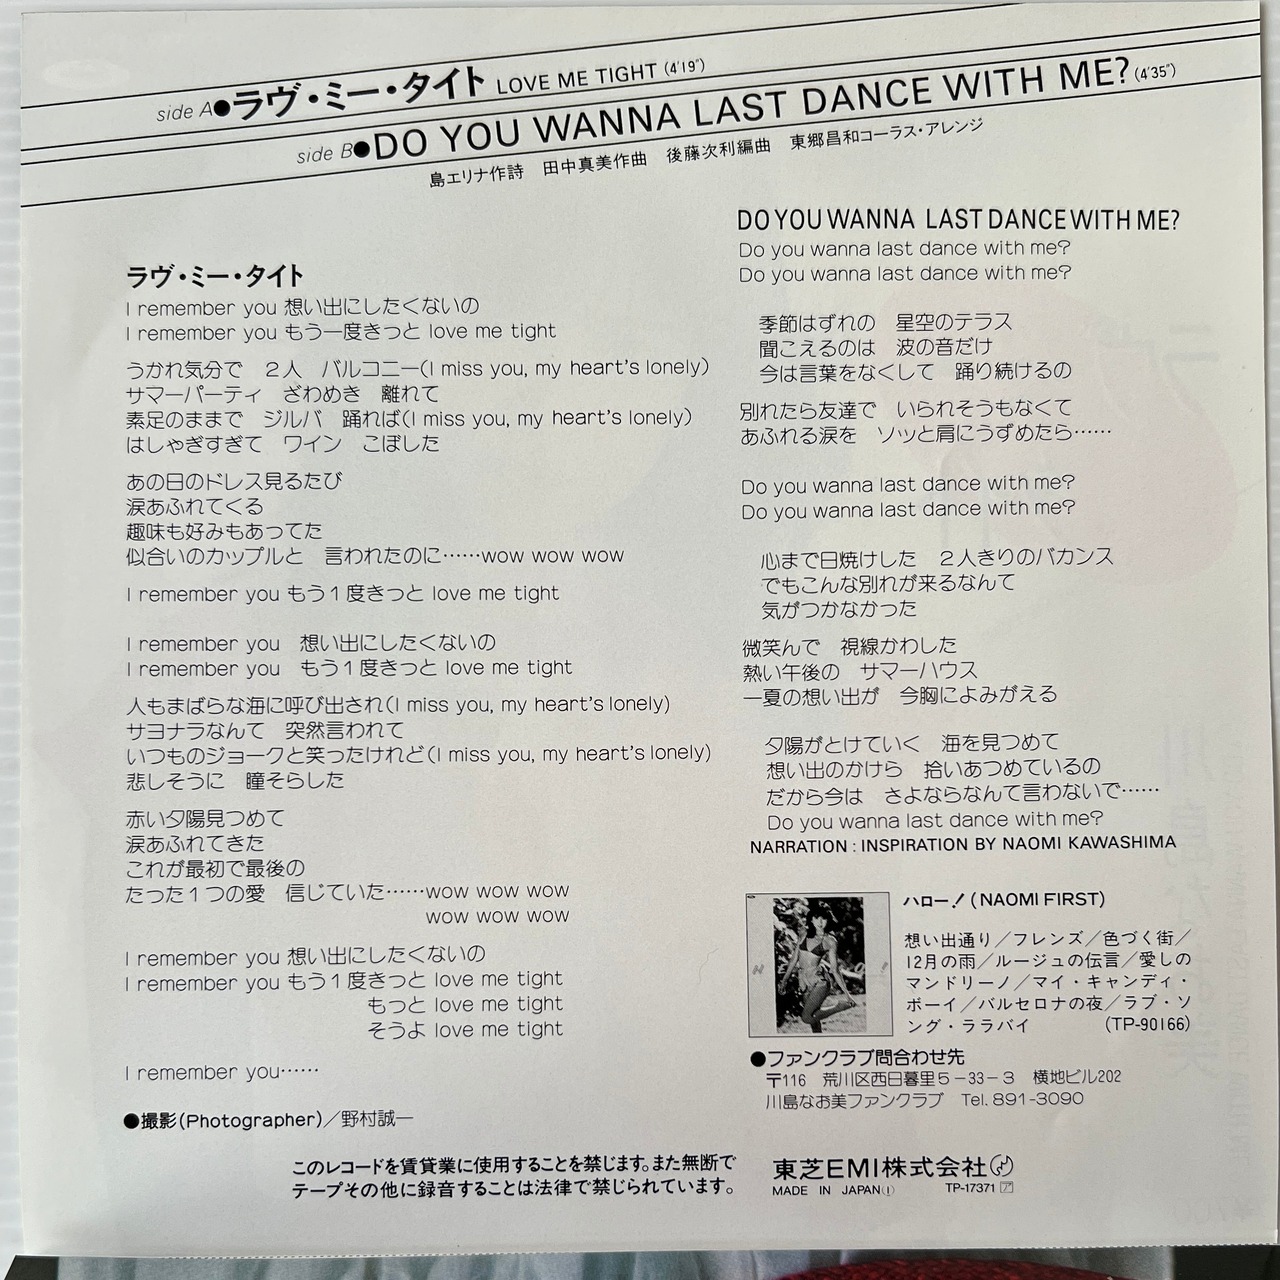 side A●ラヴ・ミー・タイト LOVE ME TIGHT (4'19")
side B●DO YOU WANNA LAST DANCE WITH ME? (4'35")
島エリナ作詩　田中真美作曲　後藤次利編曲　東郷昌和コーラス・アレンジ
ラヴ・ミー・タイト
I remember you 想い出にしたくないの
I remember you もう一度きっと love me tight
うかれ気分で　２人　バルコニー(I miss you, my heart's lonely)
サマーパーティ　ざわめき　離れて
素足のままで　ジルバ　踊れば(I miss you, my heart's lonely)
はしゃぎすぎて　ワイン　こぼした
あの日のドレス見るたび
涙あふれてくる
趣味も好みもあってた
似合いのカップルと　言われたのに……wow wow wow
I remember you もう１度きっと love me tight
I remember you　想い出にしたくないの
I remember you　もう１度きっと love me tight
人もまばらな海に呼び出され(I miss you, my heart's lonely)
サヨナラなんて　突然言われて
いつものジョークと笑ったけれど(I miss you, my heart's lonely)
悲しそうに　瞳そらした
赤い夕陽見つめて
涙あふれてきた
これが最初で最後の
たった１つの愛　信じていた……wow wow wow
wow wow wow
I remember you 想い出にしたくないの
I remember you もう１度きっと love me tight
もっと love me tight
そうよ love me tight
I remember you……
●撮影(Photographer)／野村誠一
DO YOU WANNA LAST DANCE WITH ME?
Do you wanna last dance with me?
Do you wanna last dance with me?
季節はずれの　星空のテラス
聞こえるのは　波の音だけ
今は言葉をなくして　踊り続けるの
別れたら友達で　いられそうもなくて
あふれる涙を　ソッと肩にうずめたら……
Do you wanna last dance with me?
Do you wanna last dance with me?
心まで日焼けした　２人きりのバカンス
でもこんな別れが来るなんて
気がつかなかった
微笑んで　視線かわした
熱い午後の　サマーハウス
一夏の想い出が　今胸によみがえる
夕陽がとけていく　海を見つめて
想い出のかけら　拾いあつめているの
だから今は　さよならなんて言わないで……
Do you wanna last dance with me?
NARRATION : INSPIRATION BY NAOMI KAWASHIMA
ハロー！(NAOMI FIRST)
想い出通り／フレンズ／色づく街／
12月の雨／ルージュの伝言／愛しの
マンドリーノ／マイ・キャンディ・
ボーイ／バルセロナの夜／ラブ・ソ
ング・ララバイ　(TP-90166)
●ファンクラブ問合わせ先
〒116　荒川区西日暮里５−33−３　横地ビル202
川島なお美ファンクラブ　Tel. 891-3090
このレコードを賃貸業に使用することを禁じます。また無断で
テープその他に録音することは法律で禁じられています。
東芝EMI株式会社
MADE IN JAPAN TP-17371